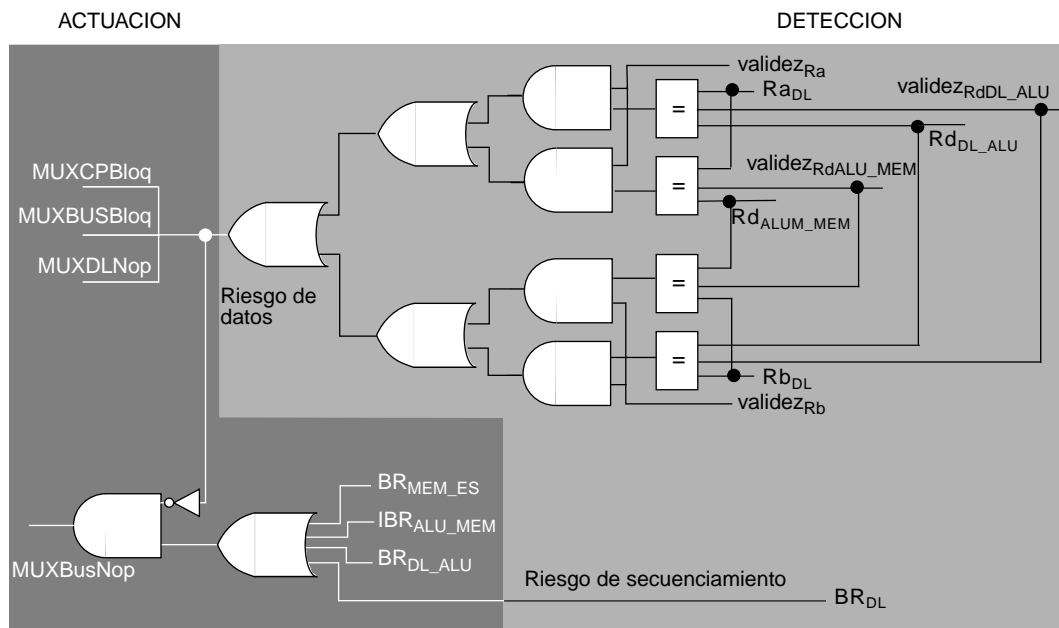 ACTUACION
DETECCION
validezRa
RaDL
validezRdDL_ALU
RdDL_ALU
=
validezRdALU_MEM
=
RdALUM_MEM
MUXCPBloq
MUXBUSBloq
MUXDLNop
Riesgo de
datos
=
=
RbDL
validezRb
BRMEM_ES
IBRALU_MEM
BRDL_ALU
MUXBusNop
Riesgo de secuenciamiento
BRDL